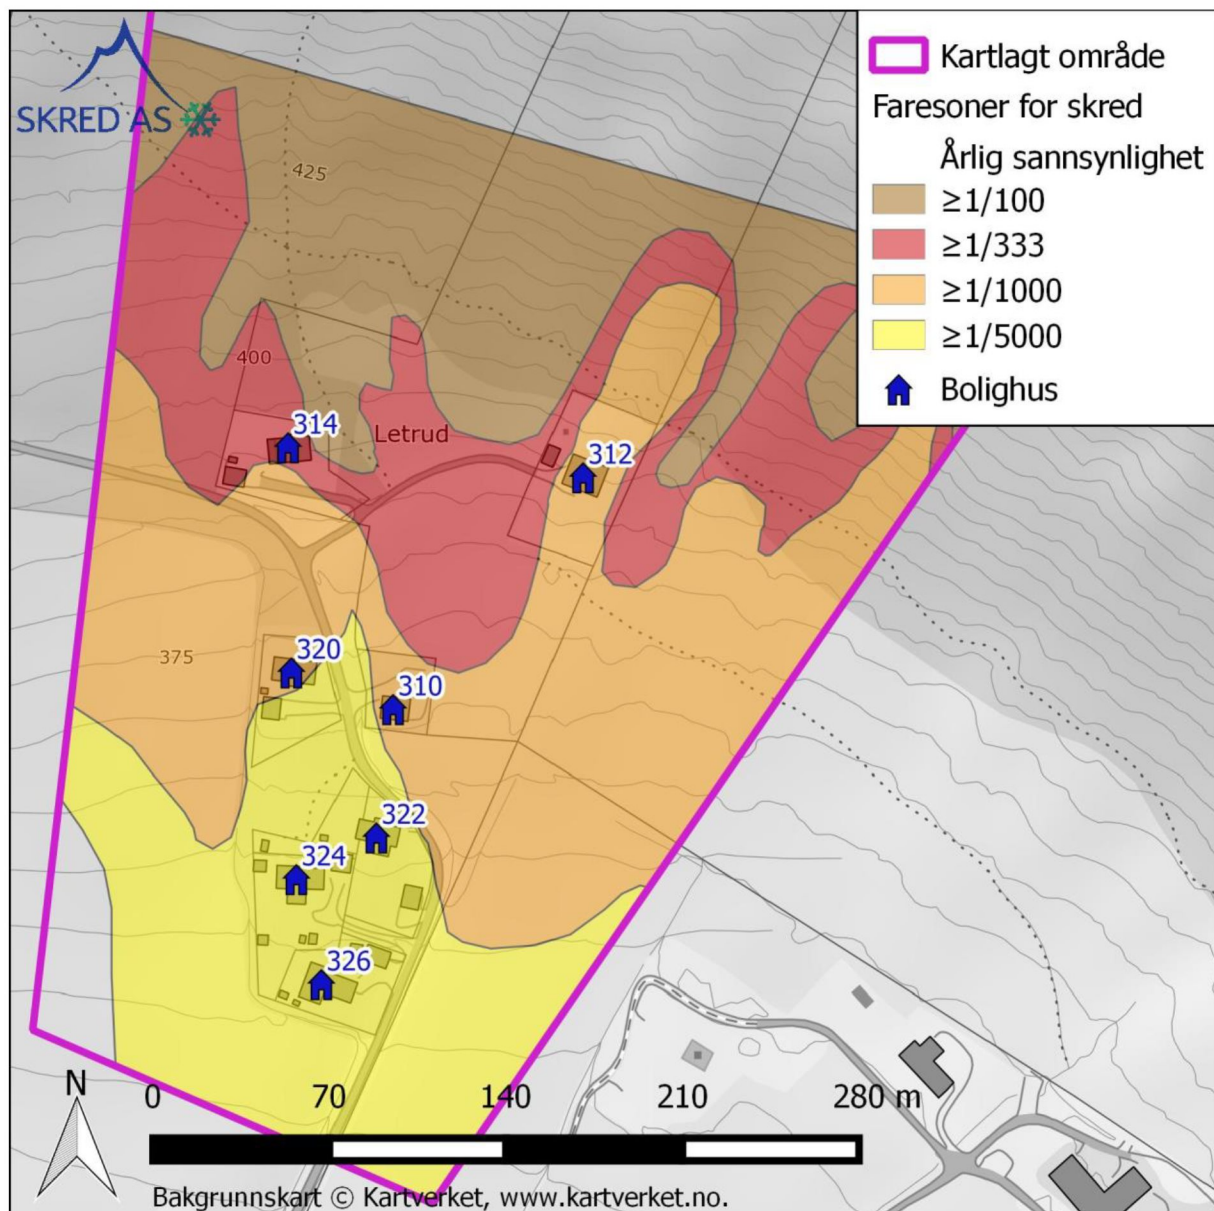 SKRED AS
Kartlagt område
Faresoner for skred
Årlig sannsynlighet
≥1/100
≥1/333
≥1/1000
≥1/5000
Bolighus
425
400
314
Letrud
312
375
320
310
322
324
326
N
0 70 140 210 280 m
Bakgrunnskart © Kartverket, www.kartverket.no.